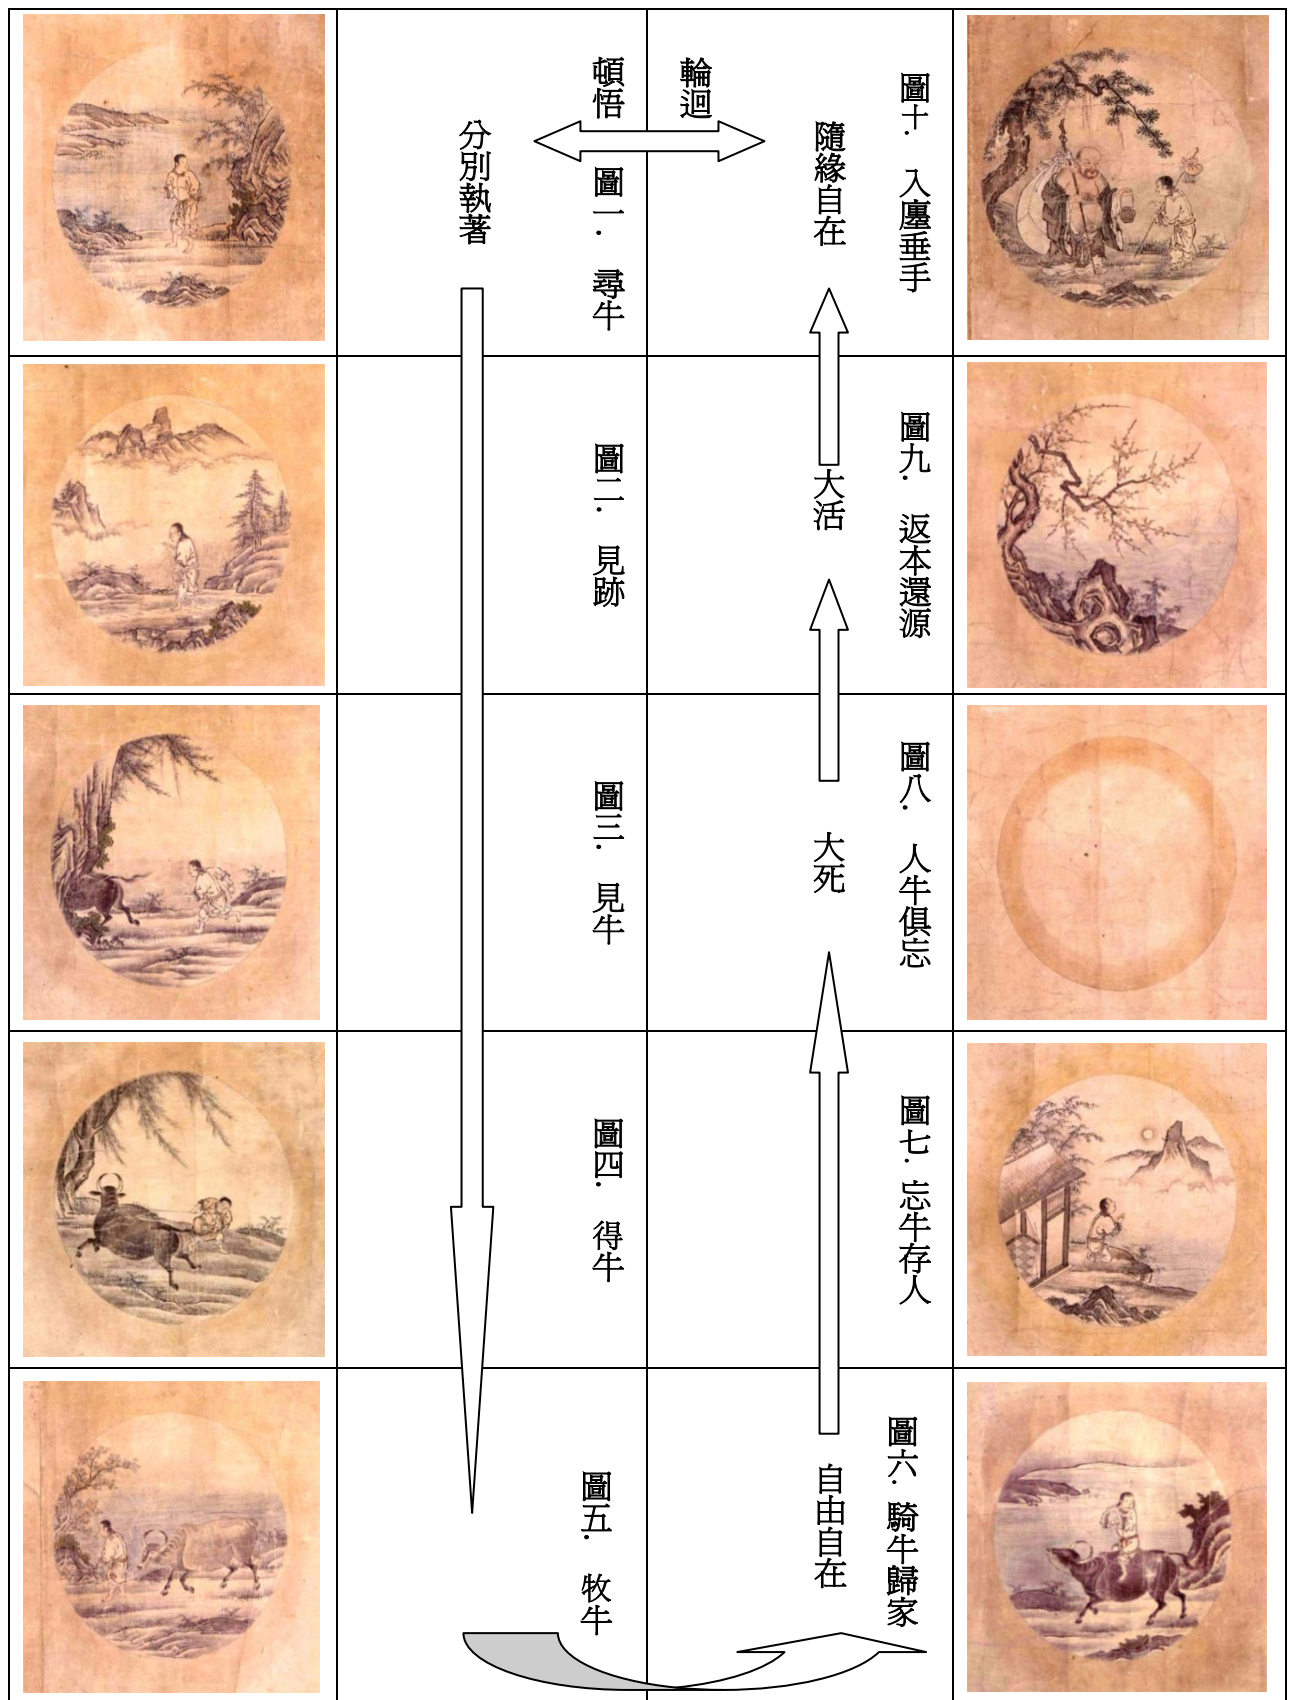 頓悟
輪迴
分別執著
圖一. 尋牛
隨緣自在
圖十. 入廛垂手
圖二. 見跡
大活
圖九. 返本還源
圖三. 見牛
大死
圖八. 人牛俱忘
圖四. 得牛
圖七. 忘牛存人
圖五. 牧牛
自由自在
圖六. 騎牛歸家